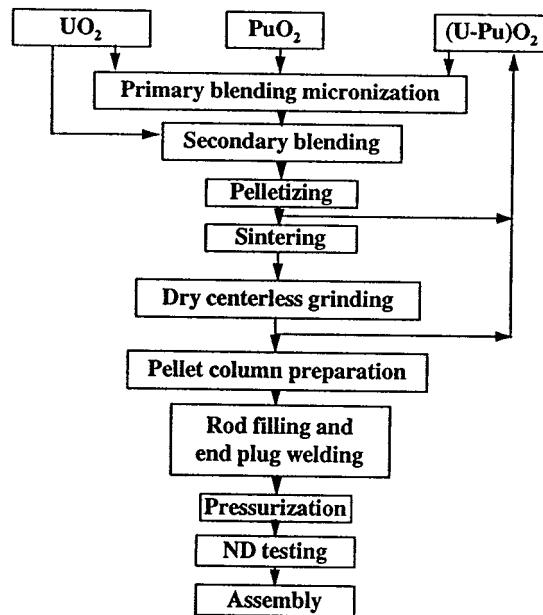 UO₂
PuO₂
(U-Pu)O₂
Primary blending micronization
Secondary blending
Pelletizing
Sintering
Dry centerless grinding
Pellet column preparation
Rod filling and
end plug welding
Pressurization
ND testing
Assembly